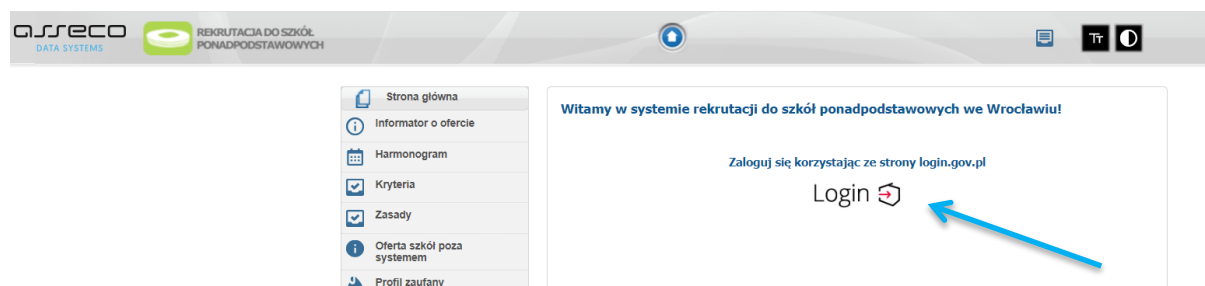 asseco
DATA SYSTEMS
REKRUTACJA DO SZKÓŁ
PONADPODSTAWOWYCH
TT
Strona główna
Informator o ofercie
Harmonogram
Kryteria
Zasady
Oferta szkół poza
systemem
Profil zaufany
Witamy w systemie rekrutacji do szkół ponadpodstawowych we Wrocławiu!
Zaloguj się korzystając ze strony login.gov.pl
Login